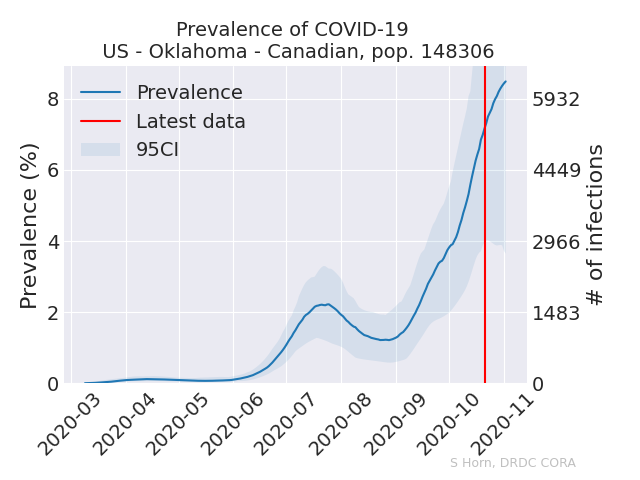 Prevalence of COVID-19
US - Oklahoma - Canadian, pop. 148306
Prevalence
Latest data
95CI
Prevalence (%)
8
6
4
2
0
5932
4449
2966
1483
0
# of infections
2020-03
2020-04
2020-05
2020-06
2020-07
2020-08
2020-09
2020-10
2020-11
S Horn, DRDC CORA